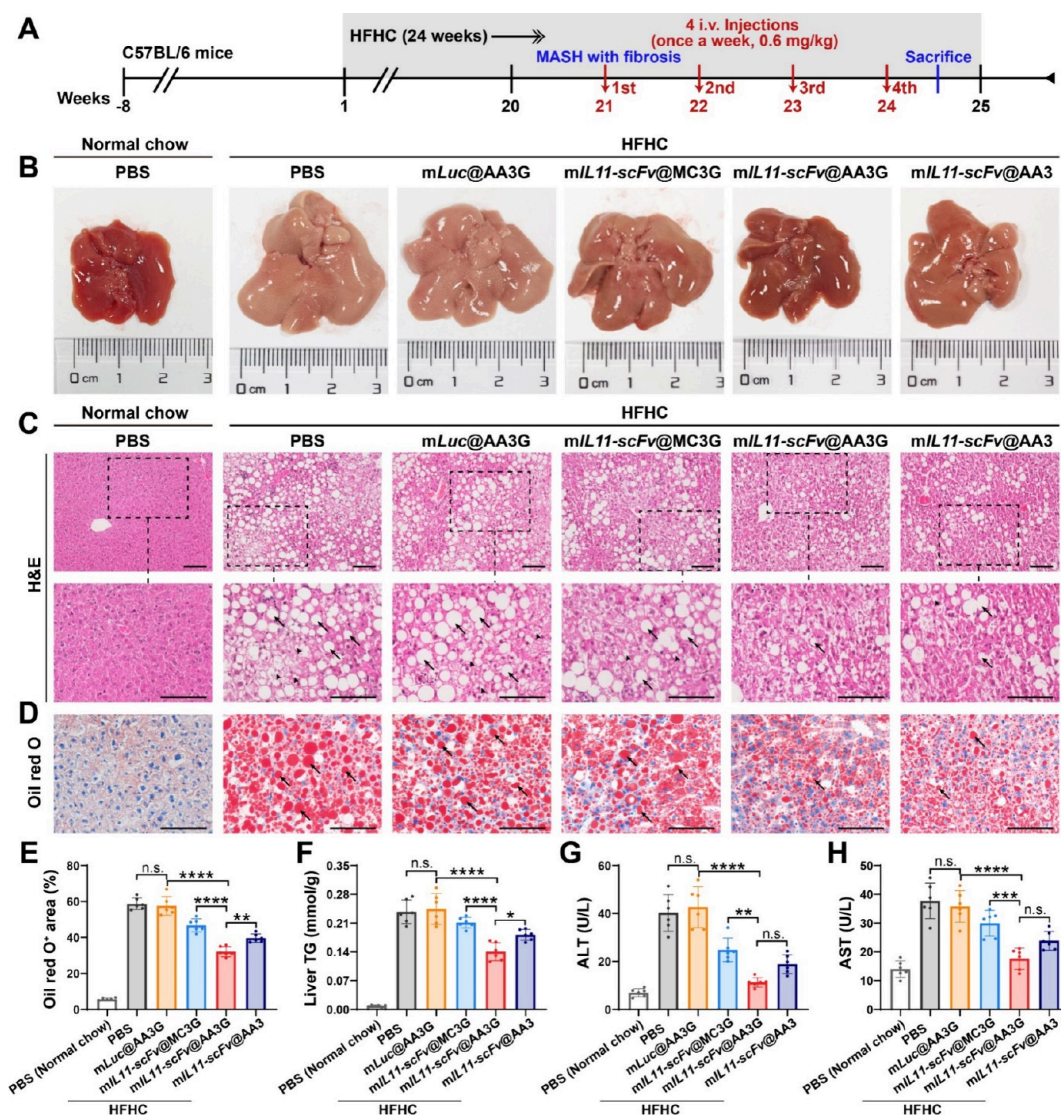 A
C57BL/6 mice
HFHC (24 weeks)
4 i.v. Injections
(once a week, 0.6 mg/kg)
MASH with fibrosis
Sacrifice
Weeks
-8
1
20
1st
2nd
3rd
4th
21
22
23
24
25
B
Normal chow
HFHC
PBS
PBS
mLuc@AA3G
mIL11-scFv@MC3G
mIL11-scFv@AA3G
mIL11-scFv@AA3
0 cm 1 2 3
0 cm 1 2 3
0 cm 1 2 3
0 cm 1 2 3
0 cm 1 2 3
0 cm 1 2 3
C
Normal chow
HFHC
PBS
PBS
mLuc@AA3G
mIL11-scFv@MC3G
mIL11-scFv@AA3G
mIL11-scFv@AA3
H&E
D
Oil red O
E
Oil red O⁺ area (%)
80
60
40
20
0
n.s.
****
****
**
PBS (Normal chow)
PBS
mLuc@AA3G
mIL11-scFv@MC3G
mIL11-scFv@AA3G
mIL11-scFv@AA3
HFHC
F
Liver TG (mmol/g)
0.35
0.28
0.21
0.14
0.07
0.00
n.s.
****
****
*
PBS (Normal chow)
PBS
mLuc@AA3G
mIL11-scFv@MC3G
mIL11-scFv@AA3G
mIL11-scFv@AA3
HFHC
G
ALT (U/L)
60
40
20
0
n.s.
****
**
n.s.
PBS (Normal chow)
PBS
mLuc@AA3G
mIL11-scFv@MC3G
mIL11-scFv@AA3G
mIL11-scFv@AA3
HFHC
H
AST (U/L)
50
40
30
20
10
0
n.s.
****
***
n.s.
PBS (Normal chow)
PBS
mLuc@AA3G
mIL11-scFv@MC3G
mIL11-scFv@AA3G
mIL11-scFv@AA3
HFHC